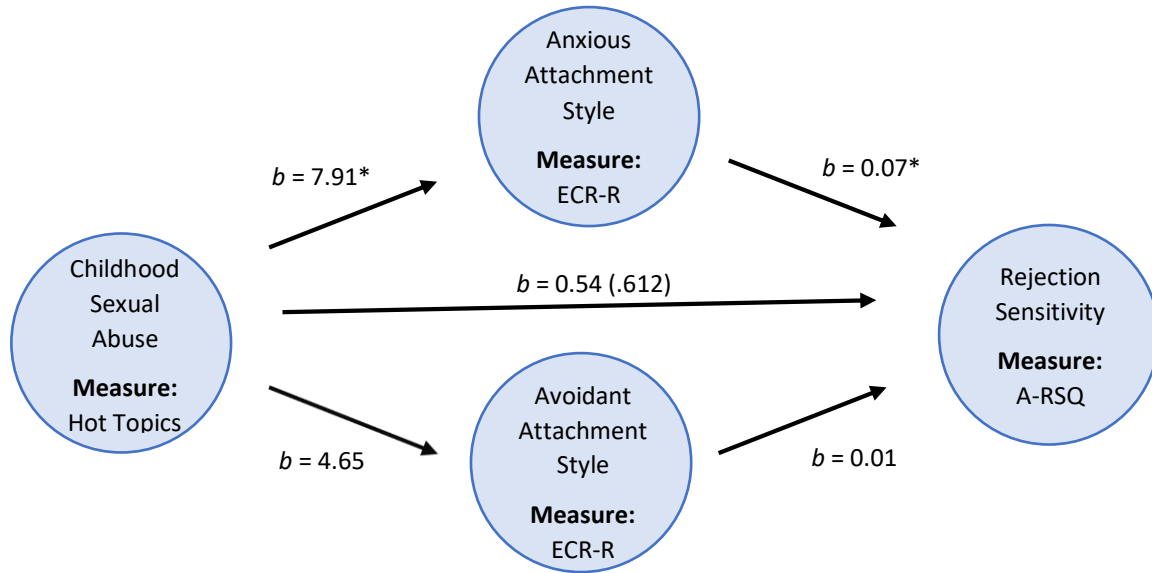 Anxious
Attachment
Style
Measure:
ECR-R
b = 7.91*
b = 0.07*
Childhood
Sexual
Abuse
Measure:
Hot Topics
b = 0.54 (.612)
Rejection
Sensitivity
Measure:
A-RSQ
Avoidant
Attachment
Style
Measure:
ECR-R
b = 4.65
b = 0.01